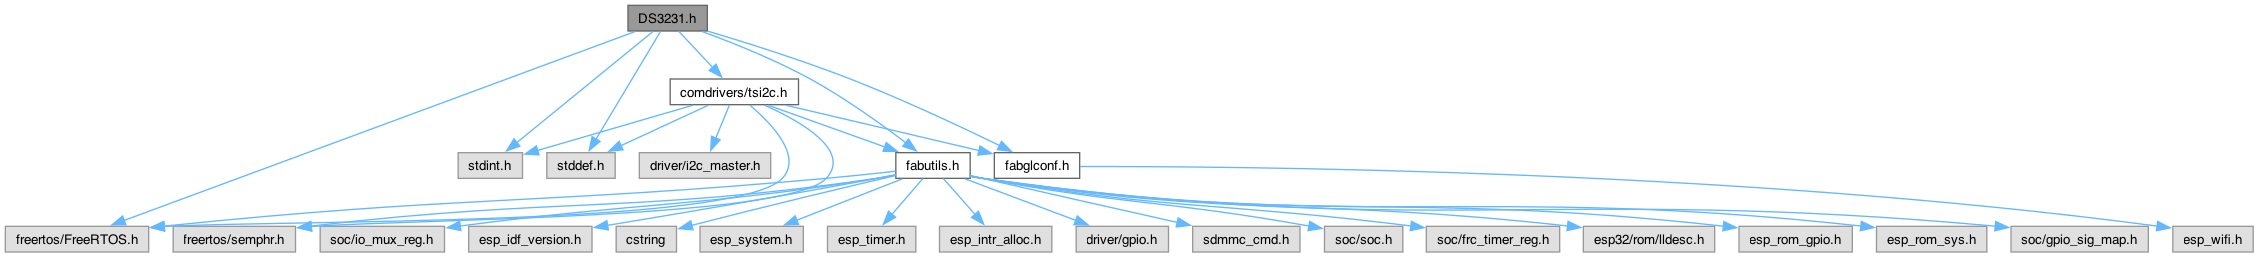 DS3231.h
comdrivers/tsi2c.h
stdint.h
stddef.h
driver/i2c_master.h
fabutils.h
fabglconf.h
freertos/FreeRTOS.h
freertos/semphr.h
soc/io_mux_reg.h
esp_idf_version.h
cstring
esp_system.h
esp_timer.h
esp_intr_alloc.h
driver/gpio.h
sdmmc_cmd.h
soc/soc.h
soc/frc_timer_reg.h
esp32/rom/lldesc.h
esp_rom_gpio.h
esp_rom_sys.h
soc/gpio_sig_map.h
esp_wifi.h